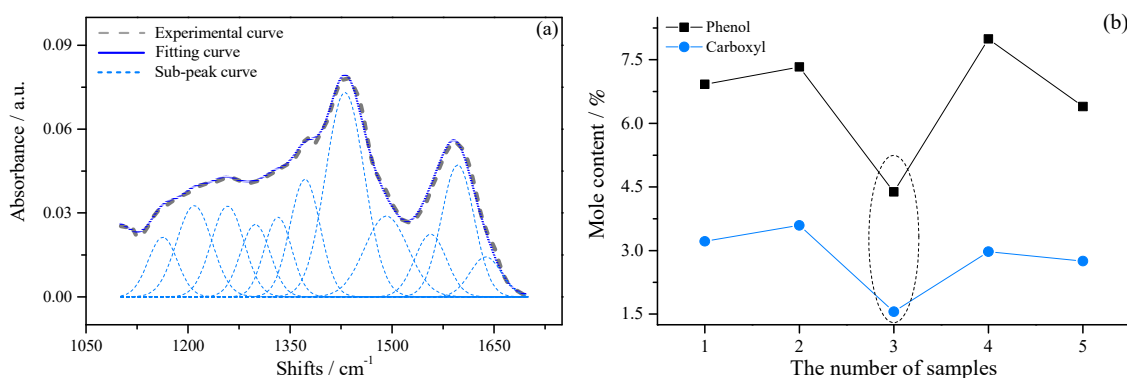 (a)
Experimental curve
Fitting curve
Sub-peak curve
0.09
0.06
0.03
0.00
Absorbance / a.u.
1050 1200 1350 1500 1650
Shifts / cm⁻¹
(b)
Phenol
Carboxyl
7.5
6.0
4.5
3.0
1.5
Mole content / %
1 2 3 4 5
The number of samples